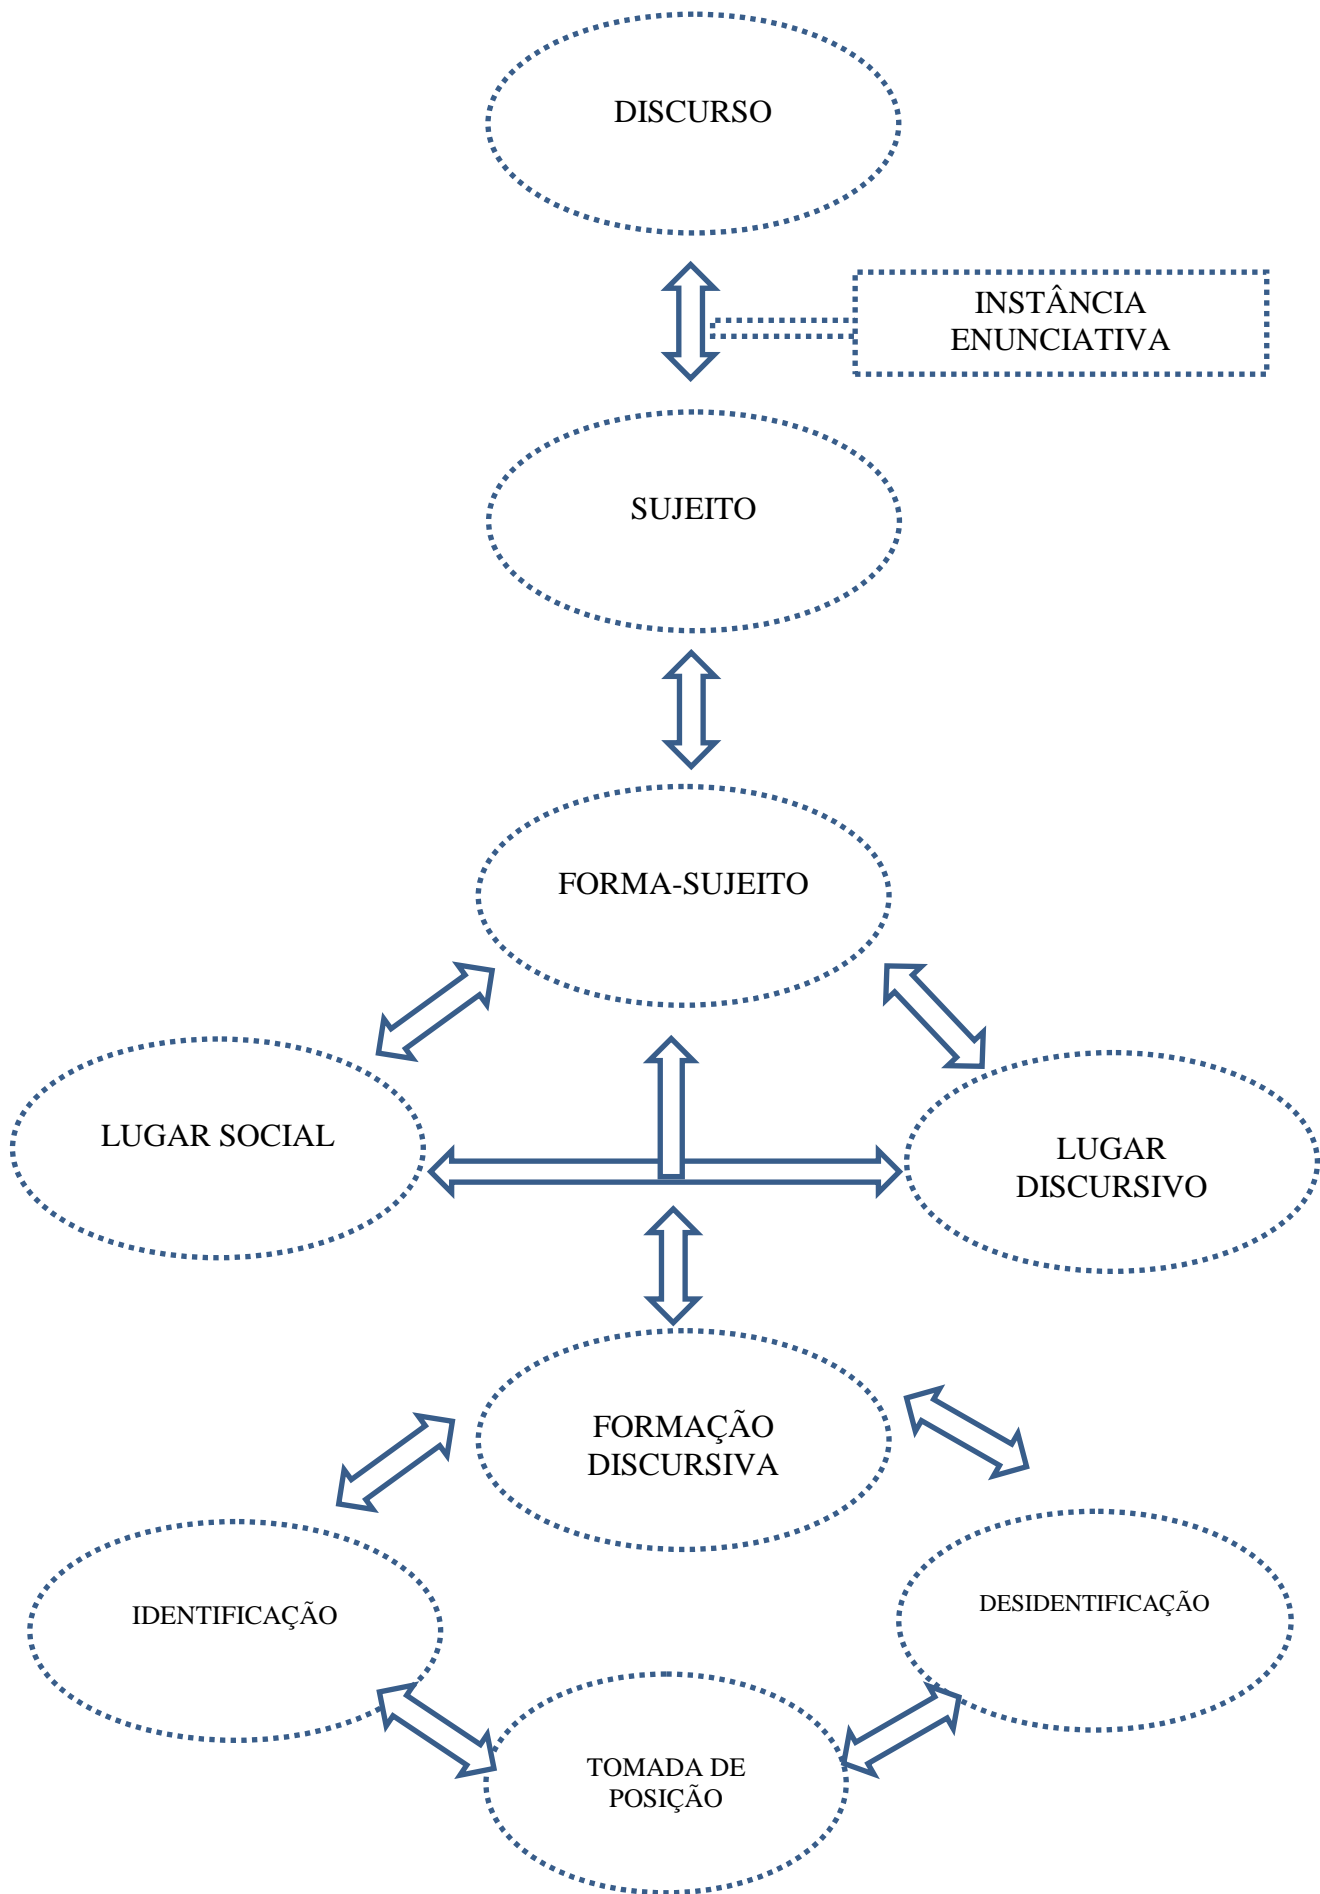 DISCURSO
INSTÂNCIA
ENUNCIATIVA
SUJEITO
FORMA-SUJEITO
LUGAR SOCIAL
LUGAR
DISCURSIVO
FORMAÇÃO
DISCURSIVA
IDENTIFICAÇÃO
DESIDENTIFICAÇÃO
TOMADA DE
POSIÇÃO